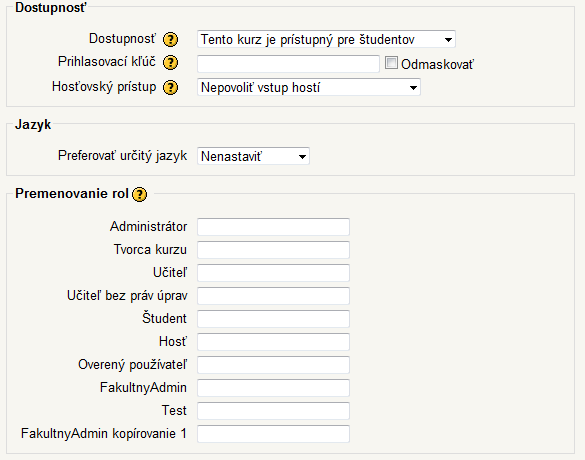 Dostupnosť
Dostupnosť ? Tento kurz je prístupný pre študentov
Prihlasovací kľúč ? Odmaskovať
Hosťovský prístup ? Nepovoliť vstup hostí
Jazyk
Preferovať určitý jazyk Nenastaviť
Premenovanie rol ?
Administrátor
Tvorca kurzu
Učiteľ
Učiteľ bez práv úprav
Študent
Hosť
Overený používateľ
FakultnyAdmin
Test
FakultnyAdmin kopírovanie 1